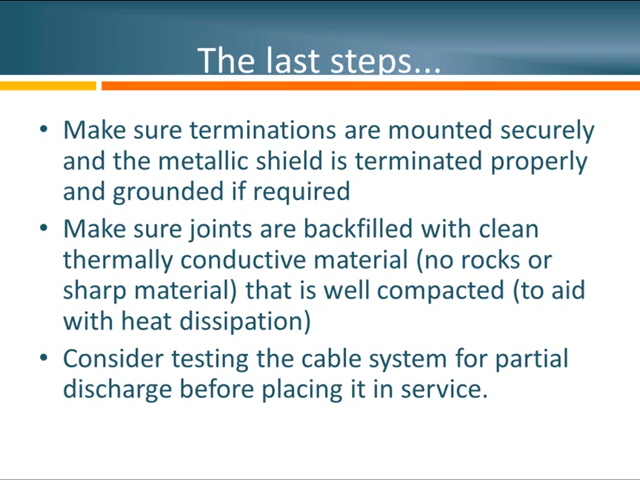 The last steps...
• Make sure terminations are mounted securely
and the metallic shield is terminated properly
and grounded if required
• Make sure joints are backfilled with clean
thermally conductive material (no rocks or
sharp material) that is well compacted (to aid
with heat dissipation)
• Consider testing the cable system for partial
discharge before placing it in service.